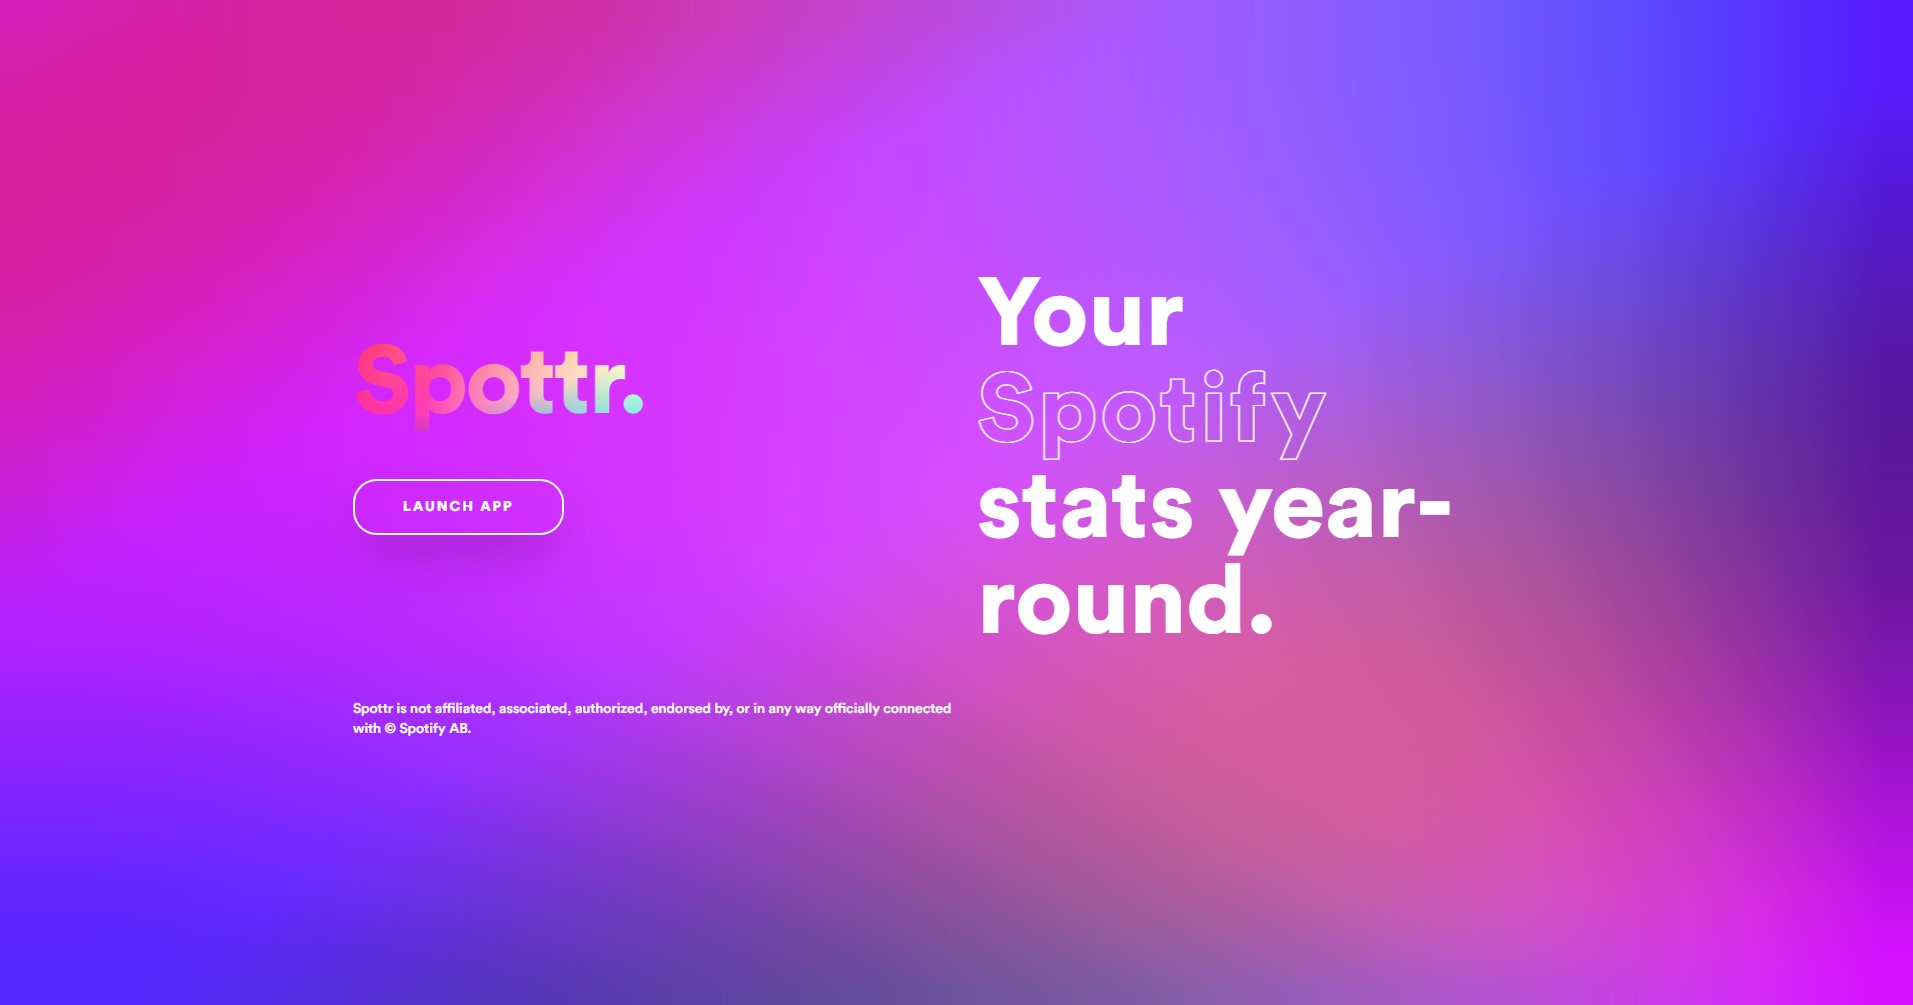 Spottr.
LAUNCH APP
Your
Spotify
stats year-
round.
Spottr is not affiliated, associated, authorized, endorsed by, or in any way officially connected
with © Spotify AB.